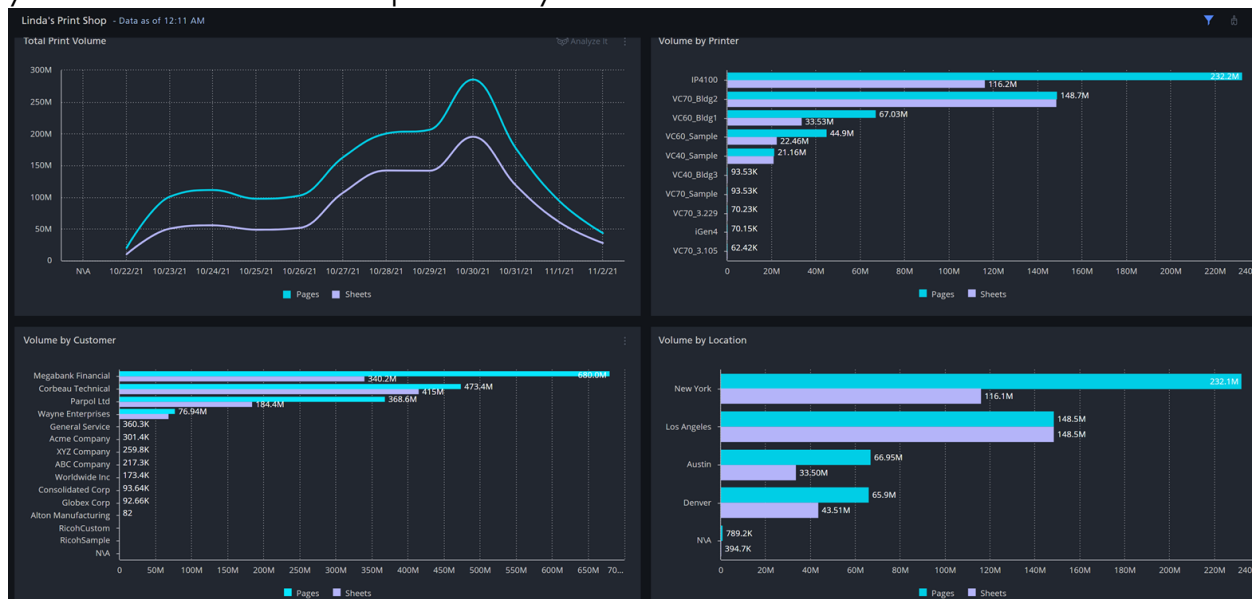 Linda's Print Shop - Data as of 12:11 AM
Total Print Volume
Analyze It
300M
250M
200M
150M
100M
50M
0
N\A 10/22/21 10/23/21 10/24/21 10/25/21 10/26/21 10/27/21 10/28/21 10/29/21 10/30/21 10/31/21 11/1/21 11/2/21
Pages Sheets
Volume by Printer
IP4100 232.2M
116.2M
VC70_Bldg2 148.7M
VC60_Bldg1 67.03M
33.53M
VC60_Sample 44.9M
22.46M
VC40_Sample 21.16M
VC40_Bldg3 93.53K
VC70_Sample 93.53K
VC70_3.229 70.23K
iGen4 70.15K
VC70_3.105 62.42K
0 20M 40M 60M 80M 100M 120M 140M 160M 180M 200M 220M 240
Pages Sheets
Volume by Customer
Megabank Financial 680.0M
340.2M
Corbeau Technical 473.4M
415M
Parpol Ltd 368.6M
184.4M
Wayne Enterprises 76.94M
General Service 360.3K
Acme Company 301.4K
XYZ Company 259.8K
ABC Company 217.3K
Worldwide Inc 173.4K
Consolidated Corp 93.64K
Globex Corp 92.66K
Alton Manufacturing 82
RicohCustom
RicohSample
N\A
0 50M 100M 150M 200M 250M 300M 350M 400M 450M 500M 550M 600M 650M 70...
Pages Sheets
Volume by Location
New York 232.1M
116.1M
Los Angeles 148.5M
148.5M
Austin 66.95M
33.50M
Denver 65.9M
43.51M
N\A 789.2K
394.7K
0 20M 40M 60M 80M 100M 120M 140M 160M 180M 200M 220M 240
Pages Sheets